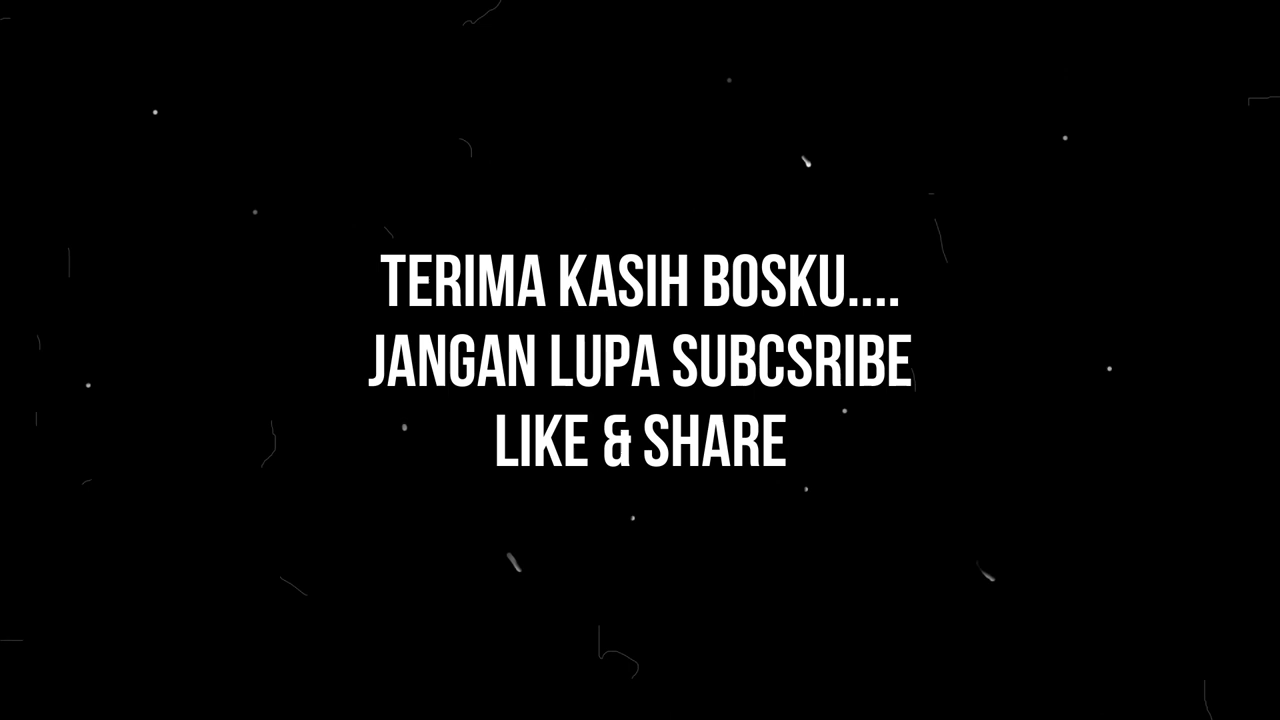 TERIMA KASIH BOSKU....
JANGAN LUPA SUBCSRIBE
LIKE & SHARE